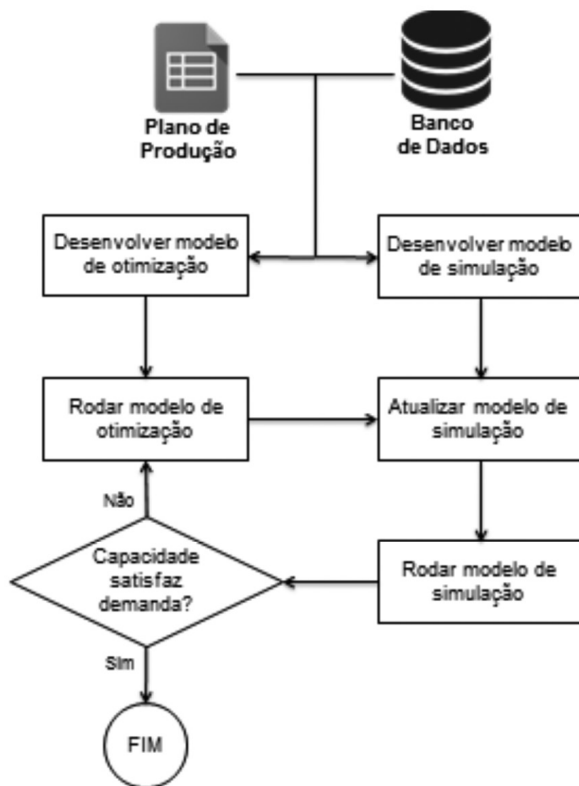 Plano de
Produção
Banco
de Dados
Desenvolver modelo
de otimização
Desenvolver modelo
de simulação
Rodar modelo de
otimização
Atualizar modelo de
simulação
Não
Capacidade
satisfaz
demanda?
Rodar modelo de
simulação
Sim
FIM